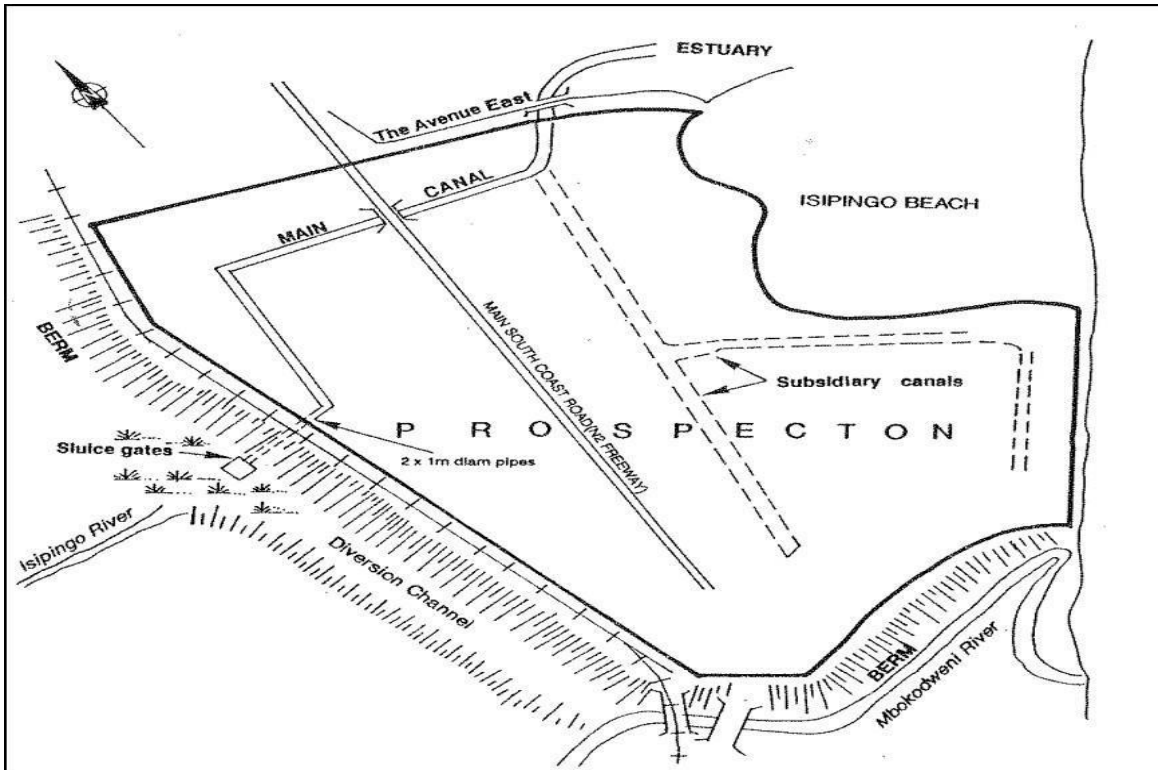 ESTUARY
The Avenue East
CANAL
ISIPINGO BEACH
MAIN
MAIN SOUTH COAST ROAD(N2 FREEWAY)
BERM
Subsidiary canals
P R O S P E C T O N
Sluice gates
2 x 1m diam pipes
Isipingo River
Diversion Channel
BERM
Mbokodweni River